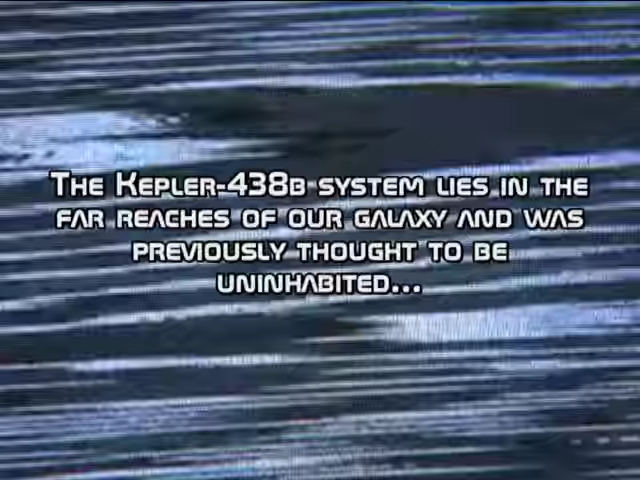 The Kepler-438b system lies in the
far reaches of our galaxy and was
previously thought to be
uninhabited...